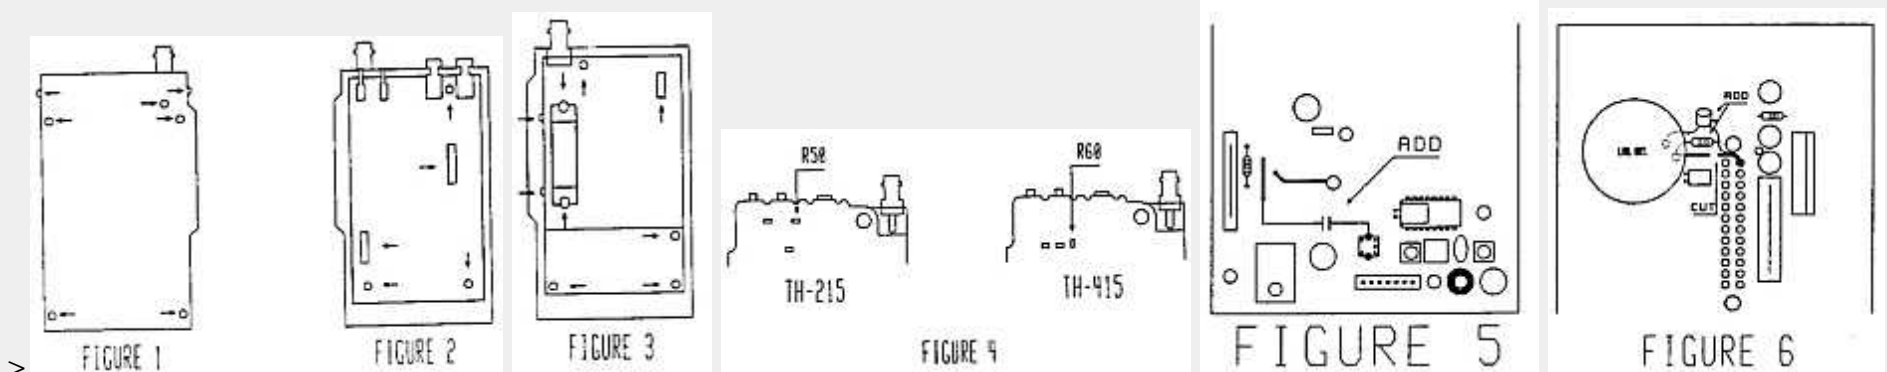 FIGURE 1
FIGURE 2
FIGURE 3
R50
TH-215
R60
TH-415
FIGURE 4
ADD
FIGURE 5
ADD
CUT
FIGURE 6
>